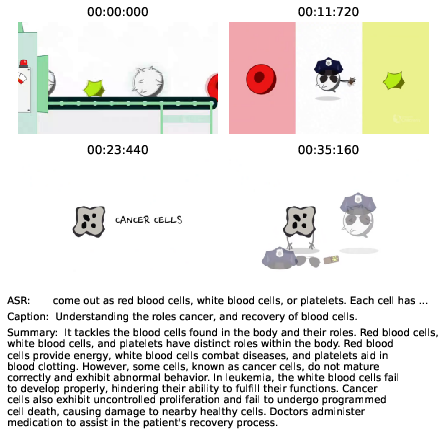 00:00:000
00:11:720
00:23:440
00:35:160
CANCER CELLS
ASR: come out as red blood cells, white blood cells, or platelets. Each cell has ...
Caption: Understanding the roles cancer, and recovery of blood cells.
Summary: It tackles the blood cells found in the body and their roles. Red blood cells,
white blood cells, and platelets have distinct roles within the body. Red blood
cells provide energy, white blood cells combat diseases, and platelets aid in
blood clotting. However, some cells, known as cancer cells, do not mature
correctly and exhibit abnormal behavior. In leukemia, the white blood cells fail
to develop properly, hindering their ability to fulfill their functions. Cancer
cells also exhibit uncontrolled proliferation and fail to undergo programmed
cell death, causing damage to nearby healthy cells. Doctors administer
medication to assist in the patient's recovery process.